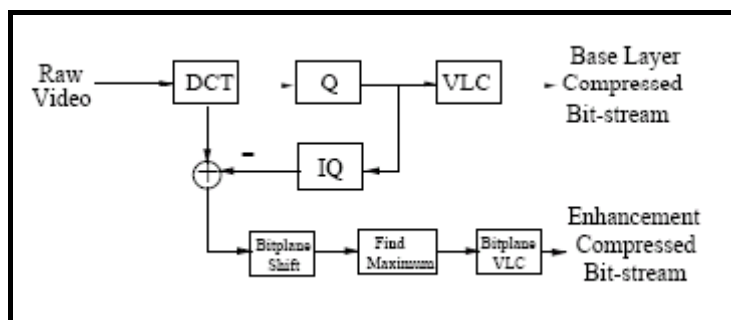 Raw
Video
DCT
Q
VLC
Base Layer
Compressed
Bit-stream
-
IQ
+
Bitplane
Shift
Find
Maximum
Bitplane
VLC
Enhancement
Compressed
Bit-stream